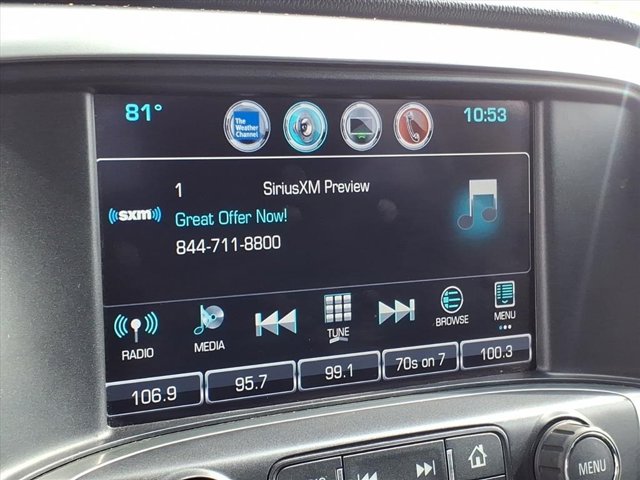 81°
The
Weather
Channel
10:53
1 SiriusXM Preview
((sxm))
Great Offer Now!
844-711-8800
RADIO MEDIA TUNE BROWSE MENU
106.9 95.7 99.1 70s on 7 100.3
MENU